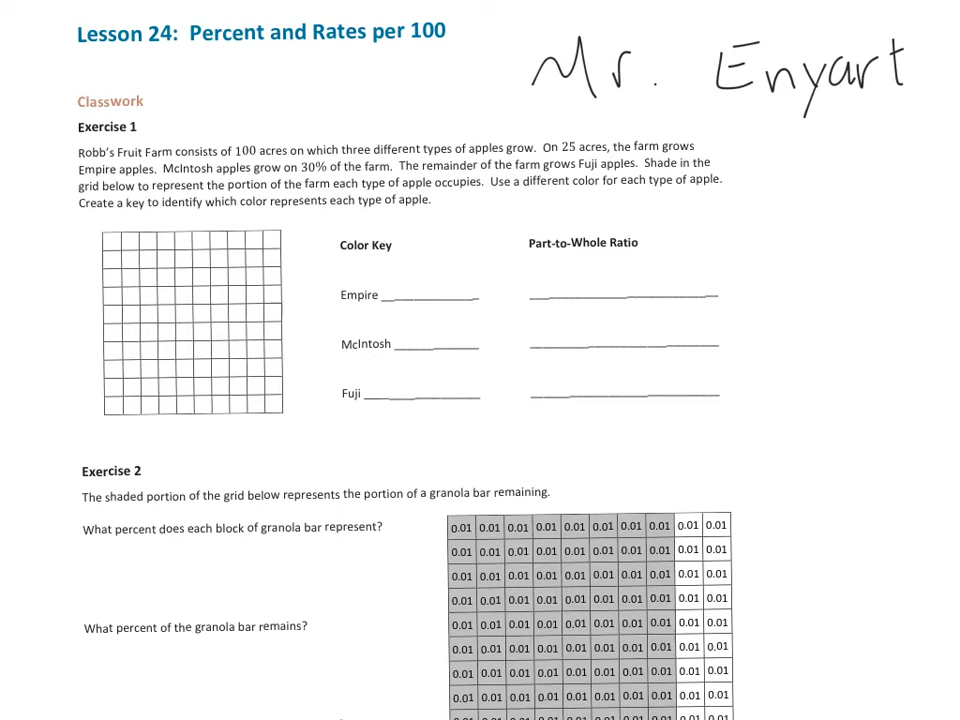 Lesson 24: Percent and Rates per 100
Mr. Enyart
Classwork
Exercise 1
Robb's Fruit Farm consists of 100 acres on which three different types of apples grow. On 25 acres, the farm grows
Empire apples. McIntosh apples grow on 30% of the farm. The remainder of the farm grows Fuji apples. Shade in the
grid below to represent the portion of the farm each type of apple occupies. Use a different color for each type of apple.
Create a key to identify which color represents each type of apple.
Color Key Part-to-Whole Ratio
Empire
McIntosh
Fuji
Exercise 2
The shaded portion of the grid below represents the portion of a granola bar remaining.
What percent does each block of granola bar represent?
What percent of the granola bar remains?
0.01 0.01 0.01 0.01 0.01 0.01 0.01 0.01 0.01 0.01
0.01 0.01 0.01 0.01 0.01 0.01 0.01 0.01 0.01 0.01
0.01 0.01 0.01 0.01 0.01 0.01 0.01 0.01 0.01 0.01
0.01 0.01 0.01 0.01 0.01 0.01 0.01 0.01 0.01 0.01
0.01 0.01 0.01 0.01 0.01 0.01 0.01 0.01 0.01 0.01
0.01 0.01 0.01 0.01 0.01 0.01 0.01 0.01 0.01 0.01
0.01 0.01 0.01 0.01 0.01 0.01 0.01 0.01 0.01 0.01
0.01 0.01 0.01 0.01 0.01 0.01 0.01 0.01 0.01 0.01